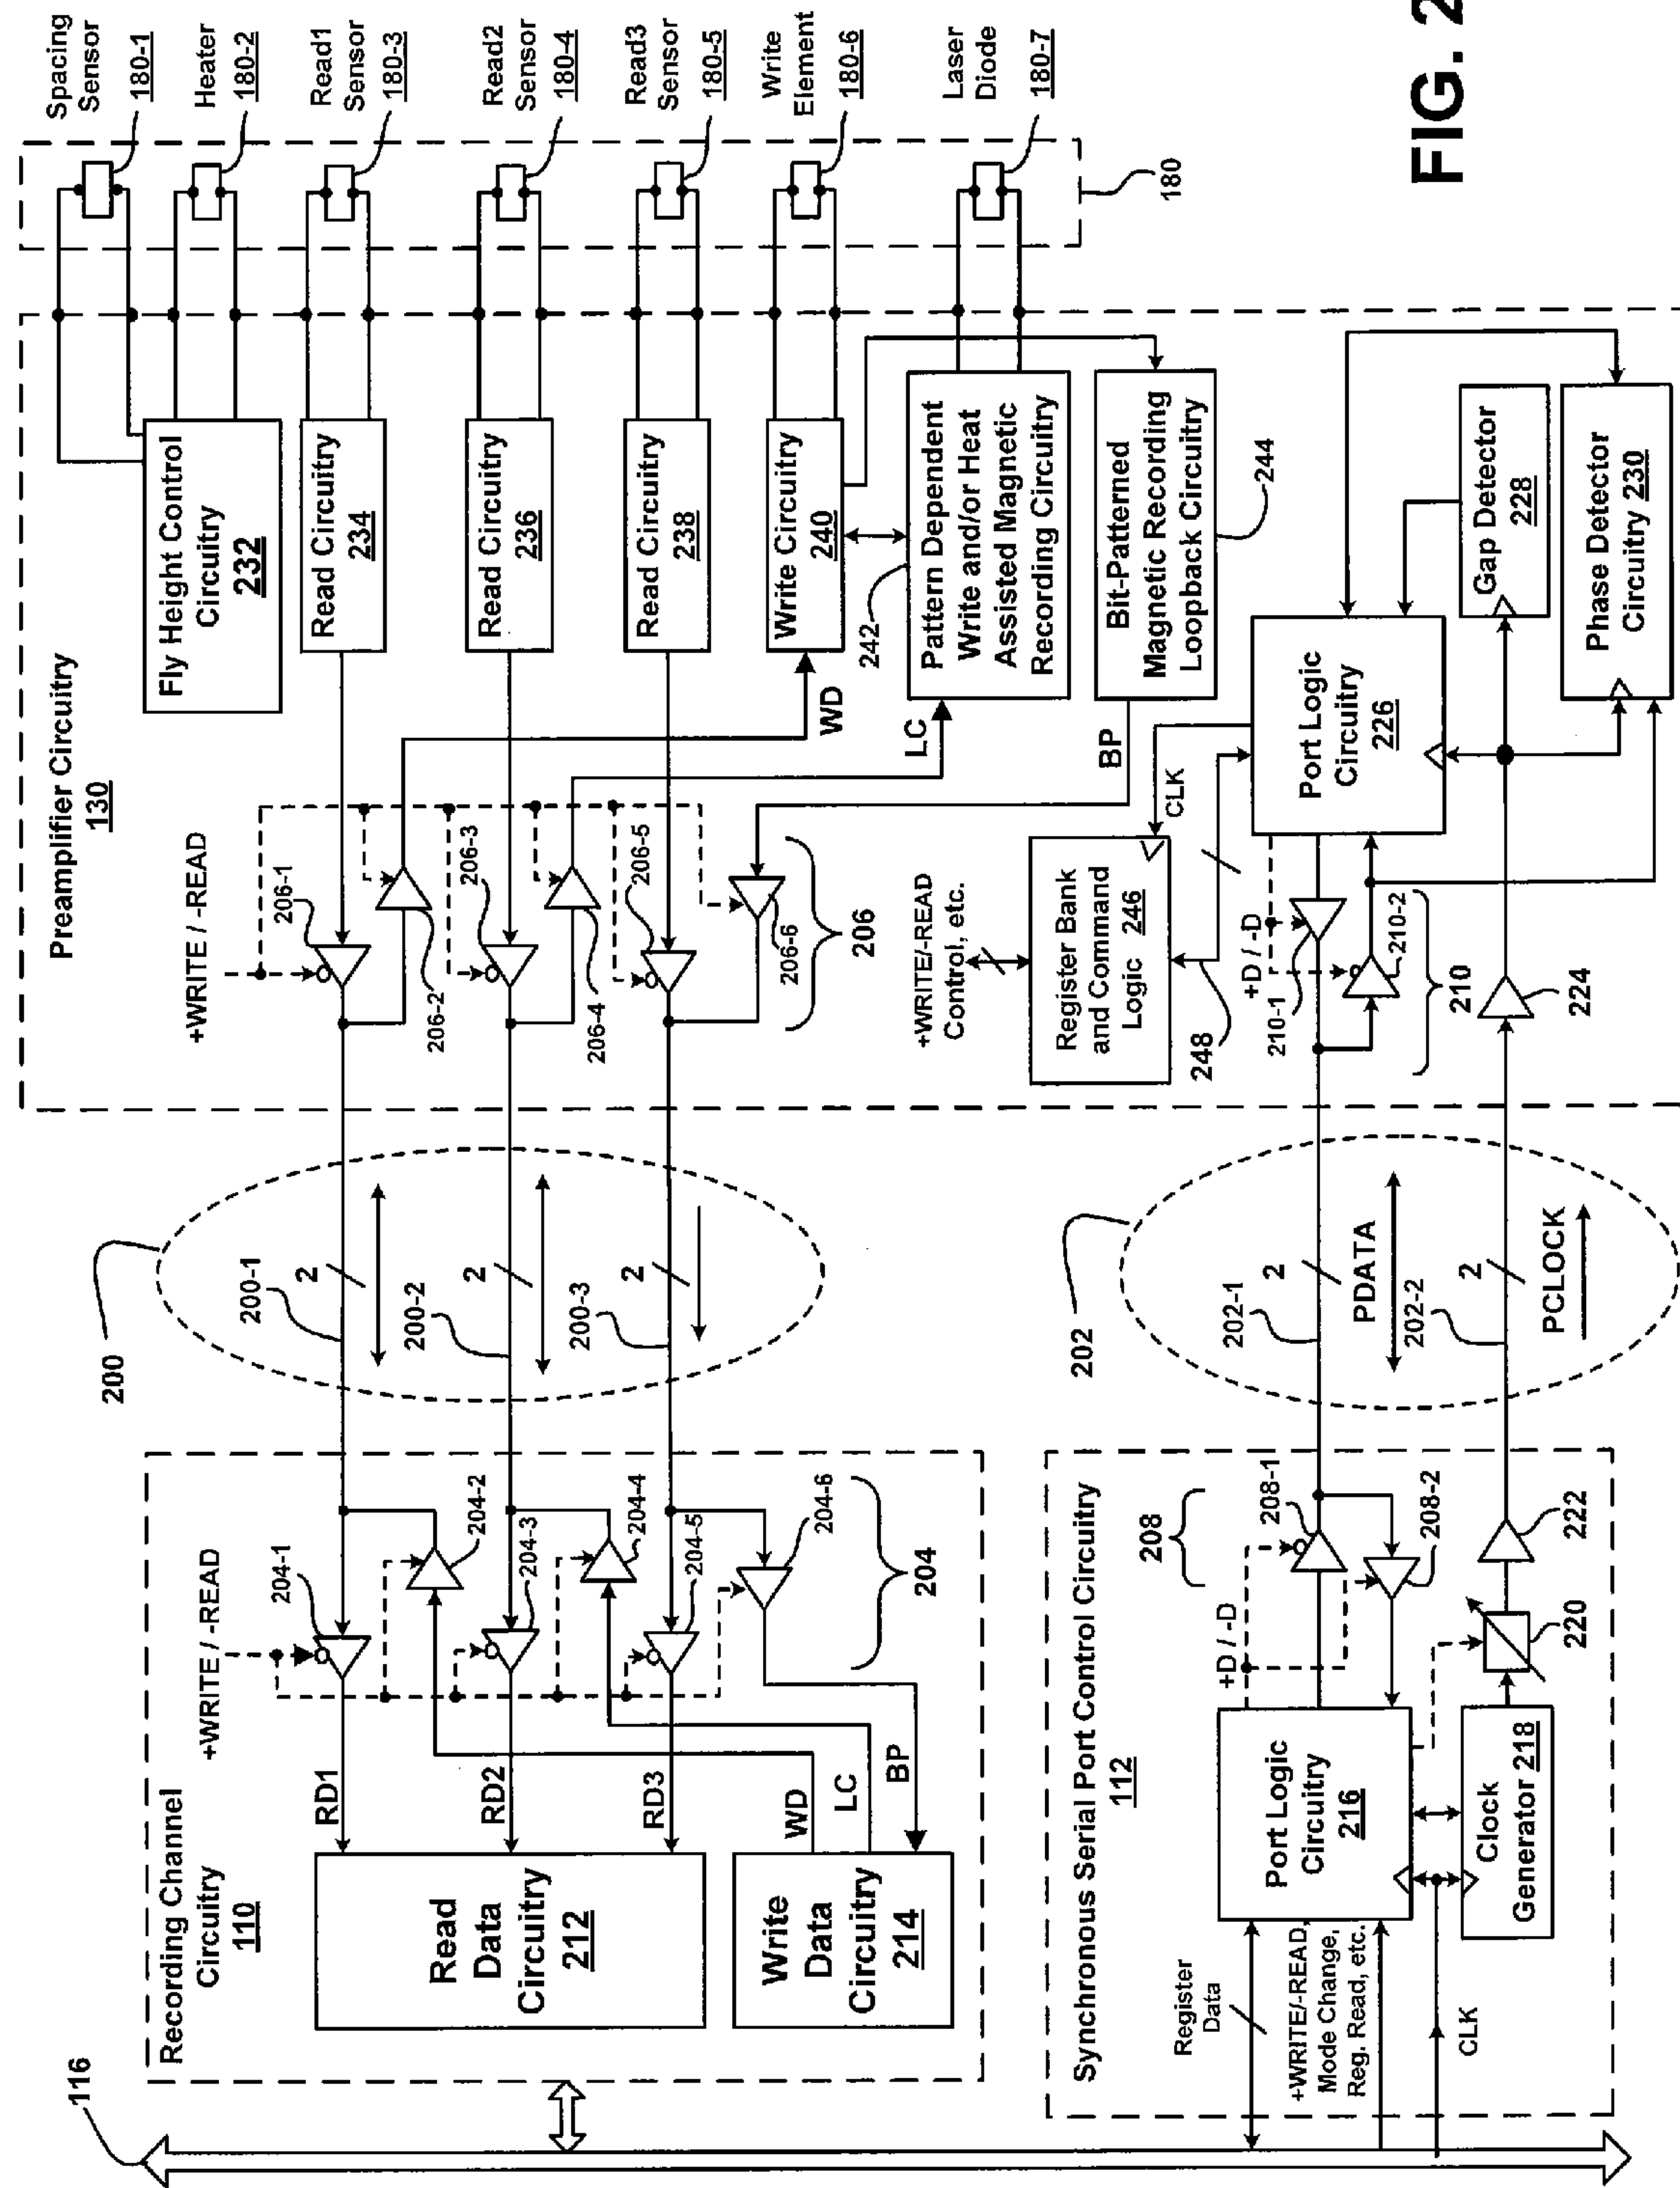 116
Recording Channel
Circuitry
110
+WRITE / -READ
204-1
204-2
204-3
204-4
204-5
204-6
204
RD1
RD2
RD3
WD
LC
BP
Read
Data
Circuitry
212
Write
Data
Circuitry
214
Synchronous Serial Port Control Circuitry
112
Register
Data
+WRITE/-READ,
Mode Change,
Reg. Read, etc.
CLK
Port Logic
Circuitry
216
Clock
Generator 218
+D / -D
208
208-1
208-2
220
222
200
200-1
2
200-2
2
200-3
2
202
202-1
2
PDATA
202-2
2
PCLOCK
Preamplifier Circuitry
130
+WRITE / -READ
206-1
206-2
206-3
206-4
206-5
206-6
206
Fly Height Control
Circuitry
232
Read Circuitry
234
Read Circuitry
236
Read Circuitry
238
Write Circuitry
240
WD
LC
BP
242
Pattern Dependent
Write and/or Heat
Assisted Magnetic
Recording Circuitry
Bit-Patterned
Magnetic Recording
Loopback Circuitry
244
+WRITE/-READ
Control, etc.
Register Bank
and Command
Logic 246
CLK
248
+D / -D
210-1
210-2
210
224
Port Logic
Circuitry
226
Gap Detector
228
Phase Detector
Circuitry 230
Spacing
Sensor
180-1
Heater
180-2
Read1
Sensor
180-3
Read2
Sensor
180-4
Read3
Sensor
180-5
Write
Element
180-6
Laser
Diode
180-7
180
FIG. 2